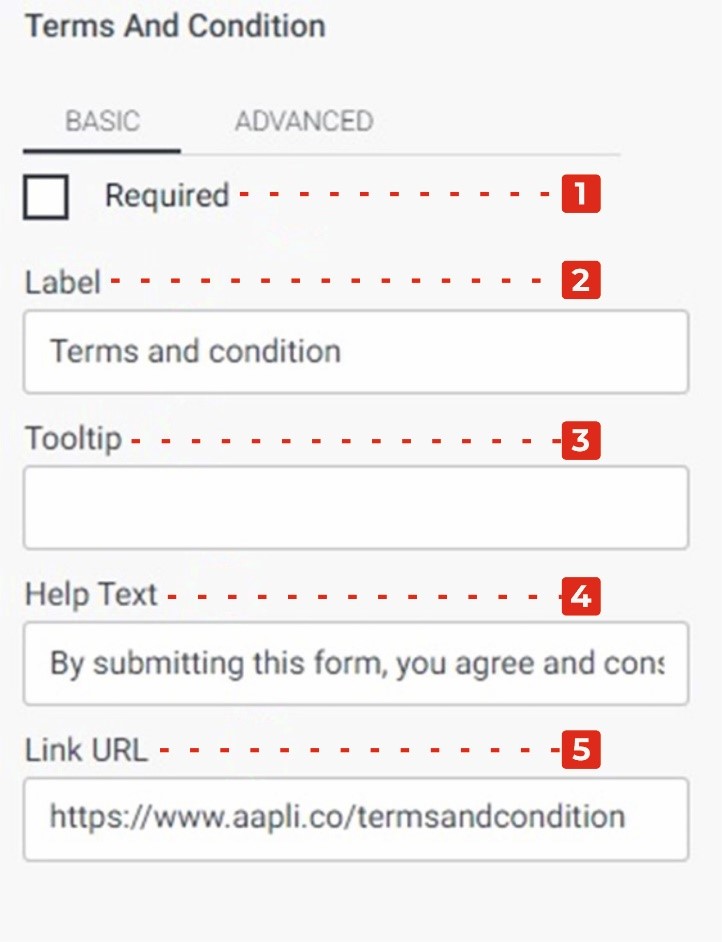 Terms And Condition
BASIC ADVANCED
Required 1
Label 2
Terms and condition
Tooltip 3
Help Text 4
By submitting this form, you agree and cons
Link URL 5
https://www.aapli.co/termsandcondition